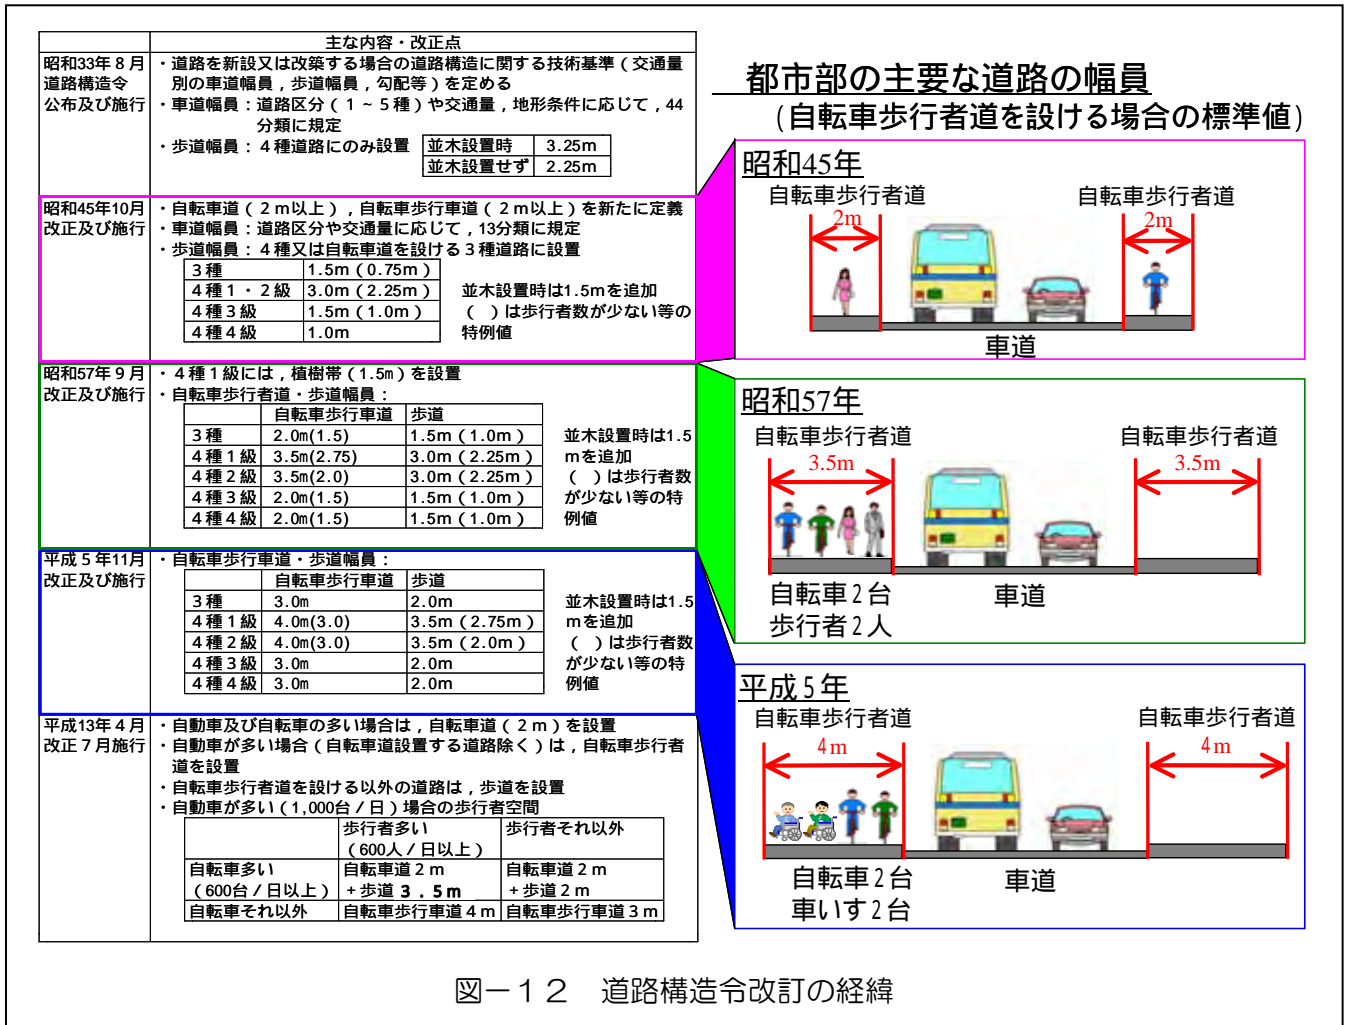 主な内容・改正点
昭和33年８月
道路構造令
公布及び施行
・道路を新設又は改築する場合の道路構造に関する技術基準（交通量
別の車道幅員，歩道幅員，勾配等）を定める
・車道幅員：道路区分（１～５種）や交通量，地形条件に応じて，44
分類に規定
・歩道幅員：４種道路にのみ設置
並木設置時 3.25m
並木設置せず 2.25m
昭和45年10月
改正及び施行
・自転車道（２ｍ以上），自転車歩行車道（２ｍ以上）を新たに定義
・車道幅員：道路区分や交通量に応じて，13分類に規定
・歩道幅員：４種又は自転車道を設ける３種道路に設置
３種 1.5m（0.75m）
４種１・２級 3.0m（2.25m）
４種３級 1.5m（1.0m）
４種４級 1.0m
並木設置時は1.5mを追加
（　）は歩行者数が少ない等の
特例値
昭和57年９月
改正及び施行
・４種１級には，植樹帯（1.5m）を設置
・自転車歩行者道・歩道幅員：
自転車歩行車道 歩道
３種 2.0m(1.5) 1.5m（1.0m）
４種１級 3.5m(2.75) 3.0m（2.25m）
４種２級 3.5m(2.0) 3.0m（2.25m）
４種３級 2.0m(1.5) 1.5m（1.0m）
４種４級 2.0m(1.5) 1.5m（1.0m）
並木設置時は1.5
mを追加
（　）は歩行者数
が少ない等の特
例値
平成５年11月
改正及び施行
・自転車歩行車道・歩道幅員：
自転車歩行車道 歩道
３種 3.0m 2.0m
４種１級 4.0m(3.0) 3.5m（2.75m）
４種２級 4.0m(3.0) 3.5m（2.0m）
４種３級 3.0m 2.0m
４種４級 3.0m 2.0m
並木設置時は1.5
mを追加
（　）は歩行者数
が少ない等の特
例値
平成13年４月
改正７月施行
・自動車及び自転車の多い場合は，自転車道（２ｍ）を設置
・自動車が多い場合（自転車道設置する道路除く）は，自転車歩行者
道を設置
・自転車歩行者道を設ける以外の道路は，歩道を設置
・自動車が多い（1,000台／日）場合の歩行者空間
歩行者多い 歩行者それ以外
（600人／日以上）
自転車多い 自転車道２ｍ 自転車道２ｍ
（600台／日以上） ＋歩道３．５ｍ ＋歩道２ｍ
自転車それ以外 自転車歩行車道４ｍ 自転車歩行車道３ｍ
都市部の主要な道路の幅員
（自転車歩行者道を設ける場合の標準値）
昭和45年
自転車歩行者道 自転車歩行者道
2m 2m
車道
昭和57年
自転車歩行者道 自転車歩行者道
3.5m 3.5m
自転車２台 車道
歩行者２人
平成５年
自転車歩行者道 自転車歩行者道
4m 4m
自転車２台 車道
車いす２台
図－１２　道路構造令改訂の経緯